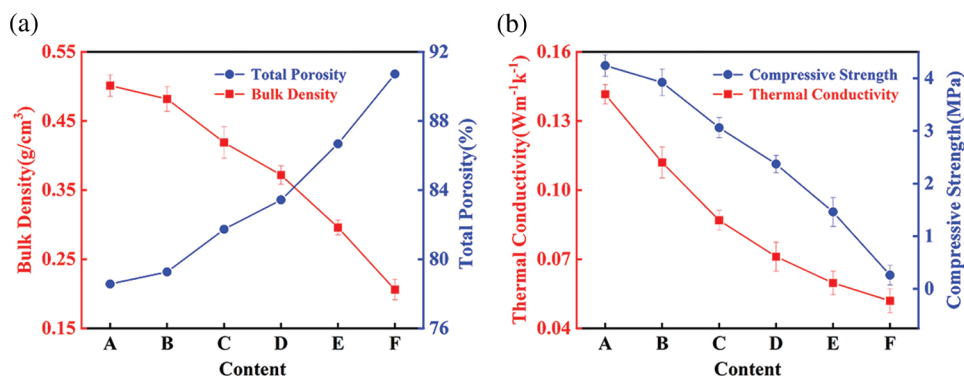 (a)
Bulk Density(g/cm³)
0.55
0.45
0.35
0.25
0.15
Total Porosity
Bulk Density
92
88
84
80
76
Total Porosity(%)
A B C D E F
Content
(b)
Thermal Conductivity(Wm⁻¹k⁻¹)
0.16
0.13
0.10
0.07
0.04
Compressive Strength
Thermal Conductivity
4
3
2
1
0
Compressive Strength(MPa)
A B C D E F
Content